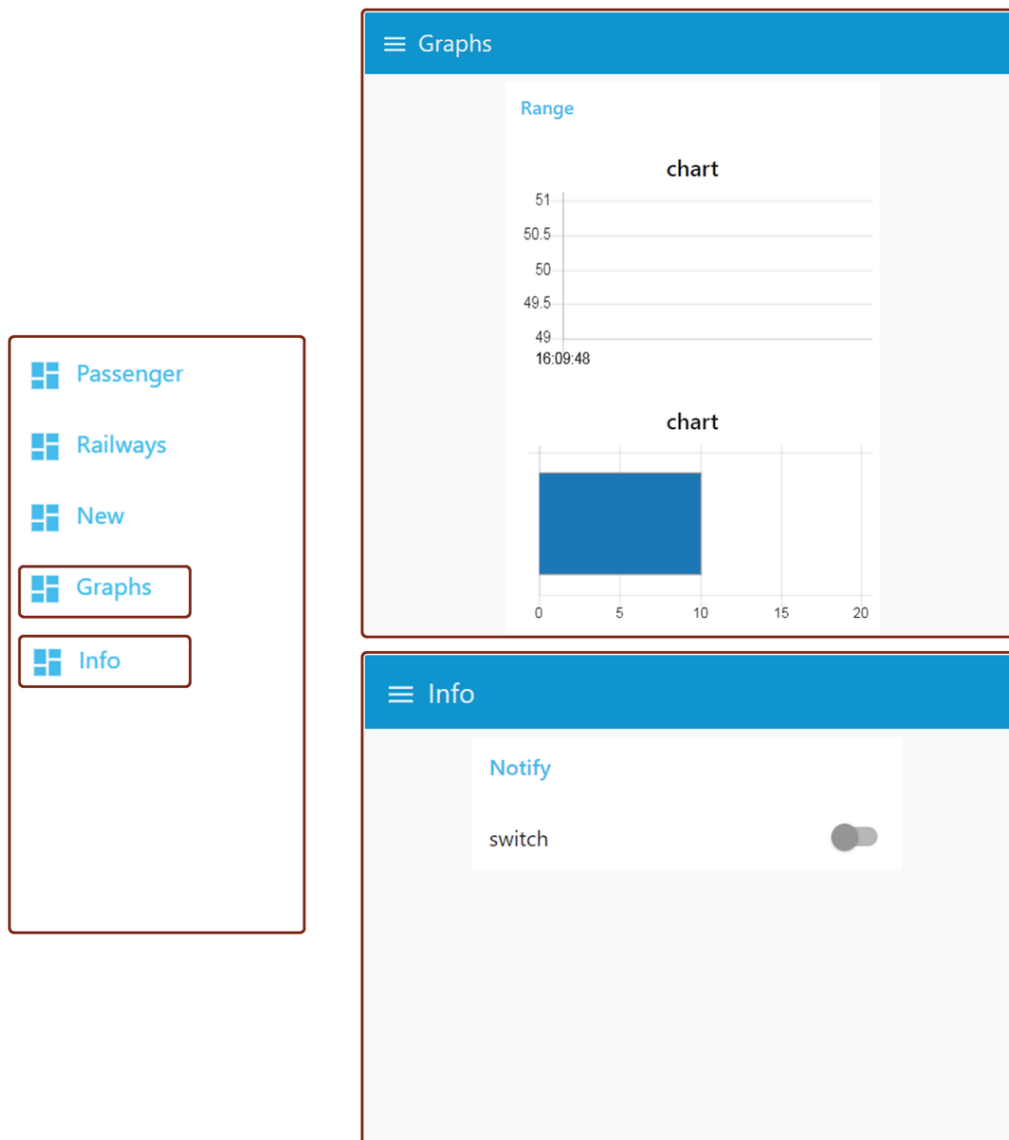 Passenger
Railways
New
Graphs
Info
Graphs
Range
chart
51
50.5
50
49.5
49
16:09:48
chart
0 5 10 15 20
Info
Notify
switch